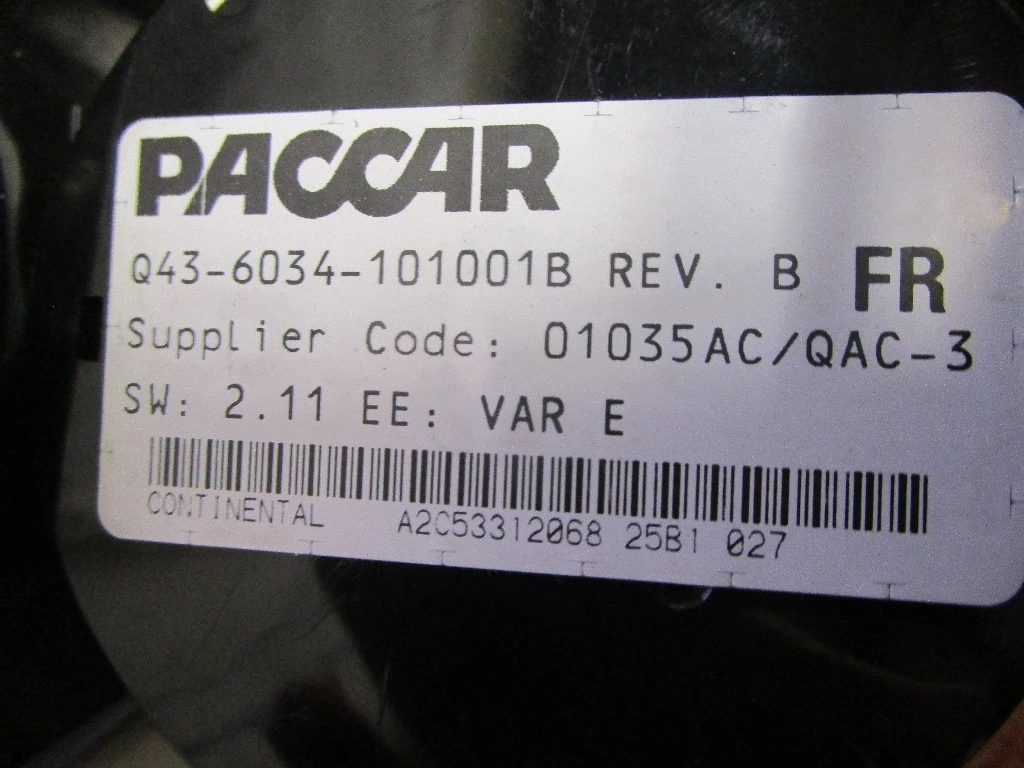 PACCAR
Q43-6034-101001B REV. B FR
Supplier Code: 01035AC/QAC-3
SW: 2.11 EE: VAR E
CONTINENTAL A2C53312068 25B1 027